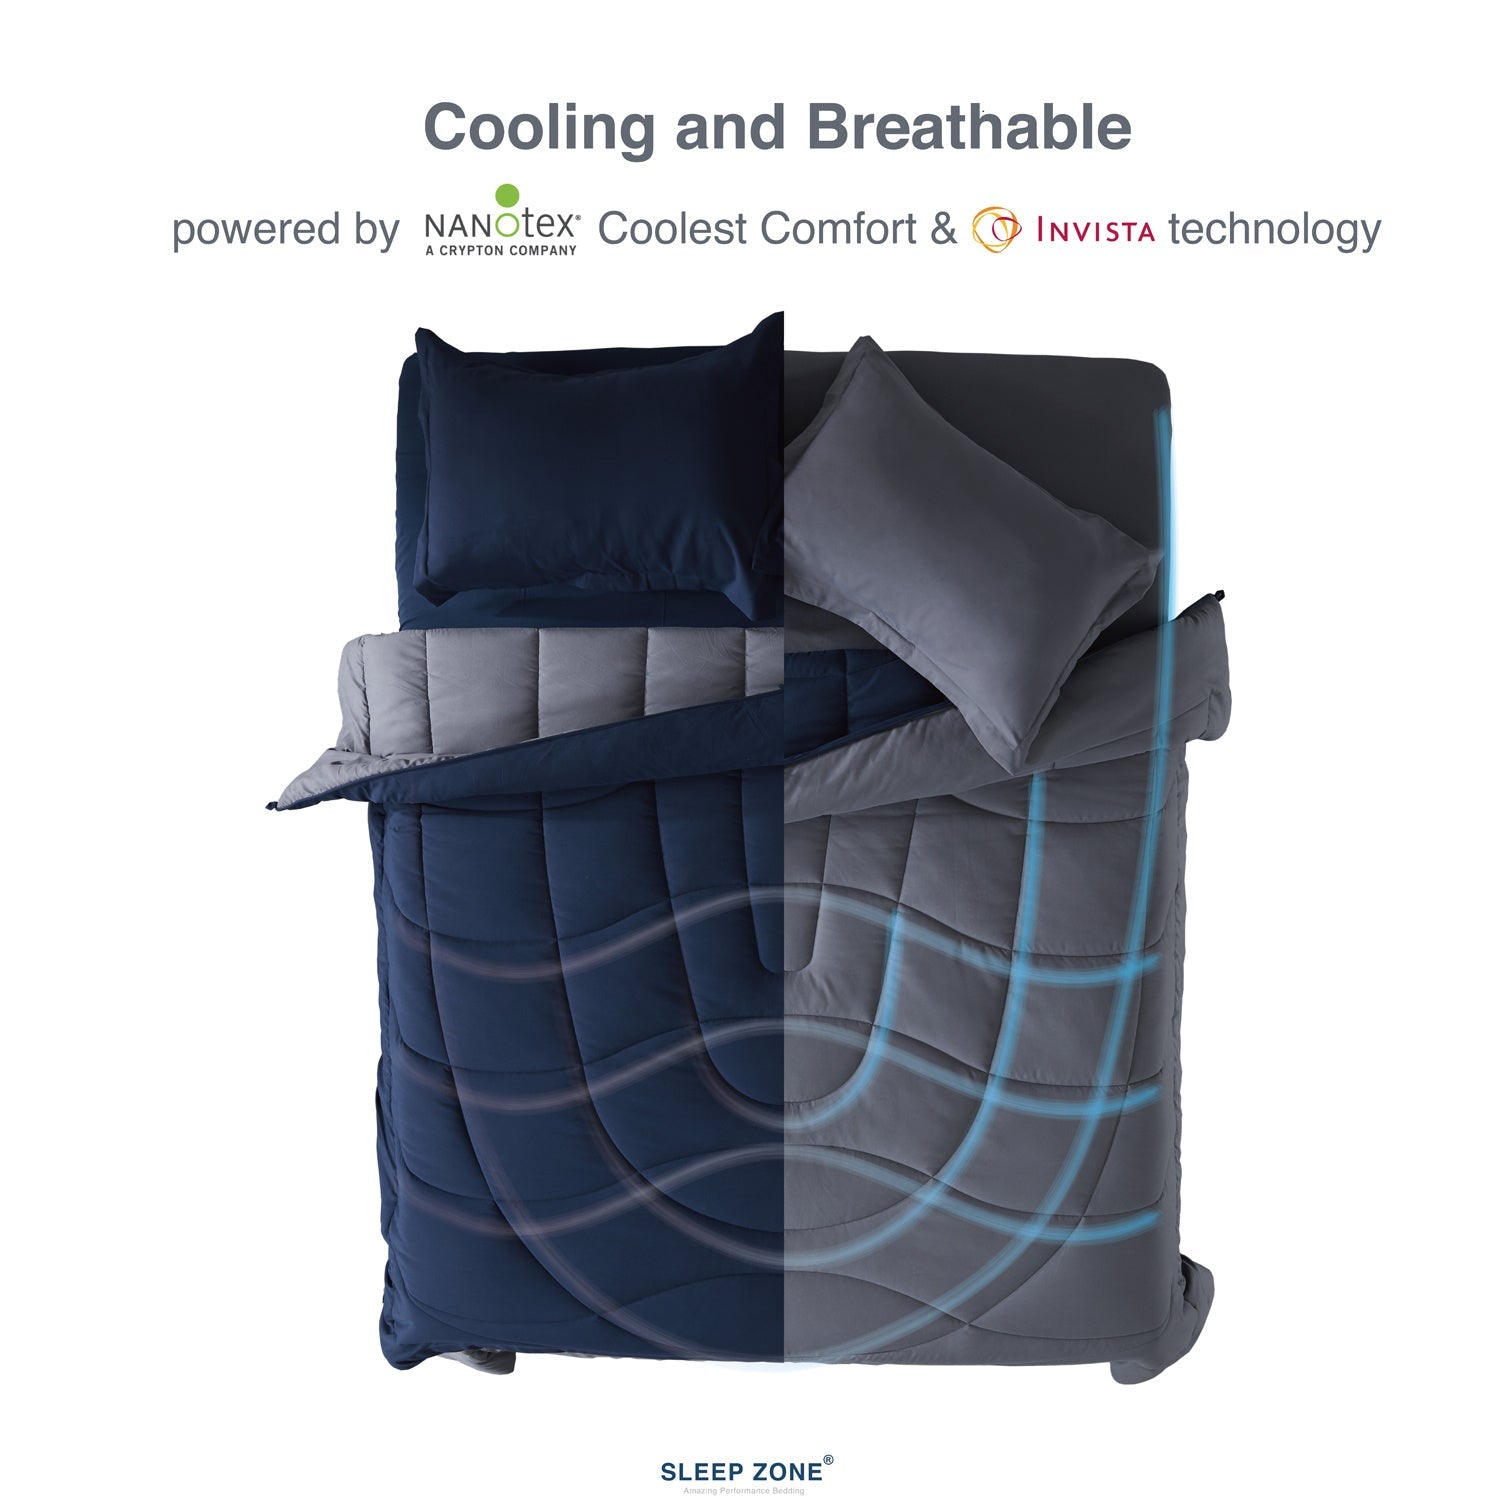 Cooling and Breathable
powered by NANOtex® Coolest Comfort & INVISTA technology
A CRYPTON COMPANY
SLEEP ZONE®
Amazing Performance Bedding